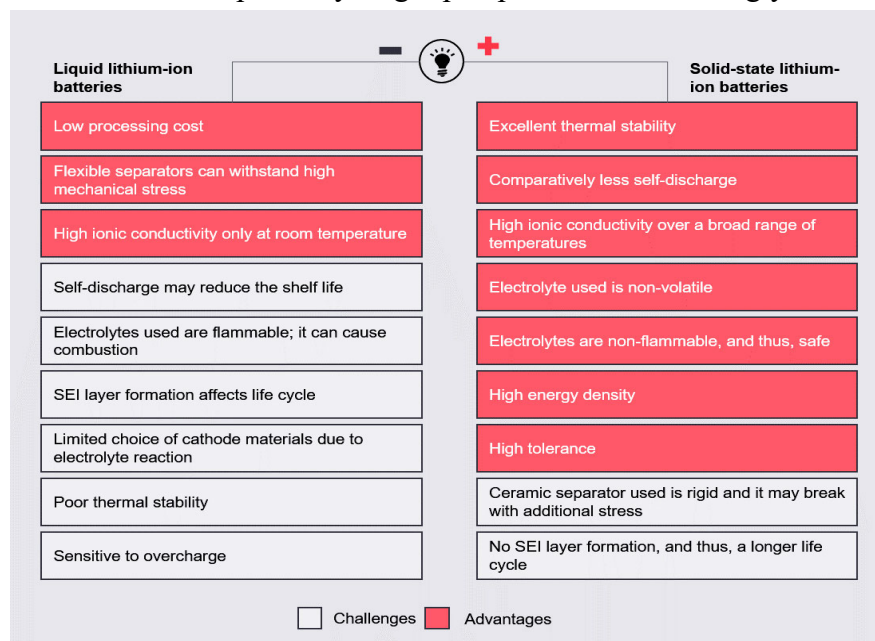 Liquid lithium-ion
batteries
Low processing cost
Flexible separators can withstand high
mechanical stress
High ionic conductivity only at room temperature
Self-discharge may reduce the shelf life
Electrolytes used are flammable; it can cause
combustion
SEI layer formation affects life cycle
Limited choice of cathode materials due to
electrolyte reaction
Poor thermal stability
Sensitive to overcharge
Solid-state lithium-
ion batteries
Excellent thermal stability
Comparatively less self-discharge
High ionic conductivity over a broad range of
temperatures
Electrolyte used is non-volatile
Electrolytes are non-flammable, and thus, safe
High energy density
High tolerance
Ceramic separator used is rigid and it may break
with additional stress
No SEI layer formation, and thus, a longer life
cycle
Challenges
Advantages